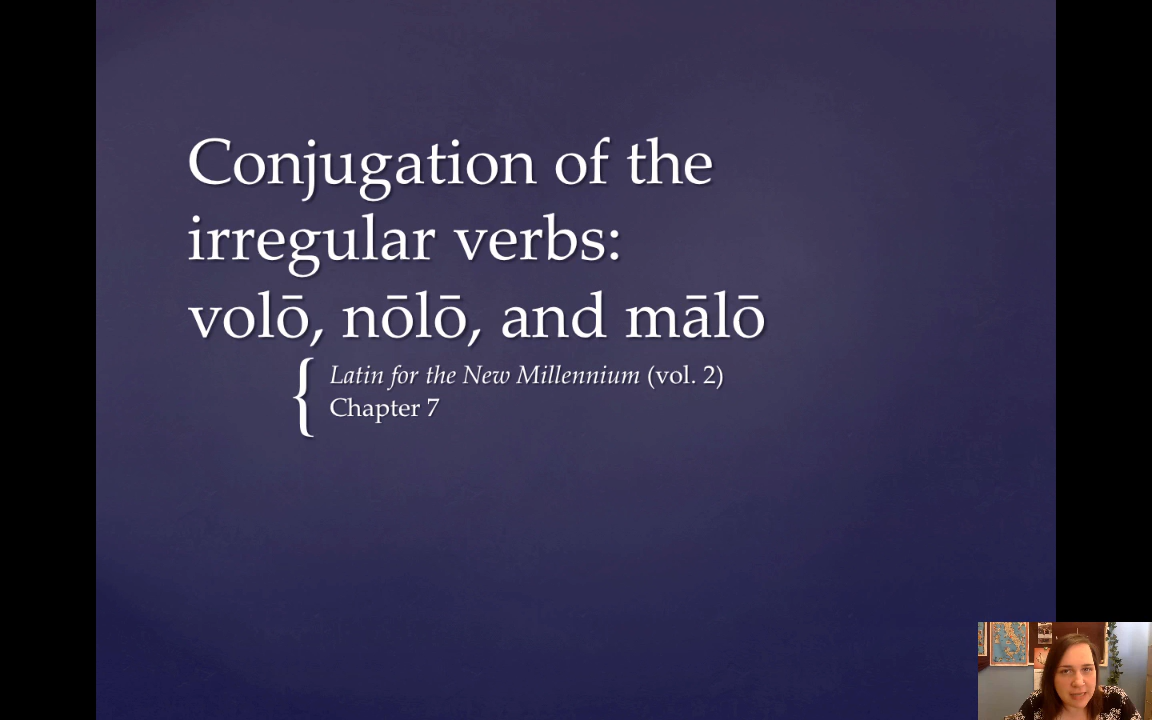 Conjugation of the
irregular verbs:
volō, nōlō, and mālō
Latin for the New Millennium (vol. 2)
Chapter 7